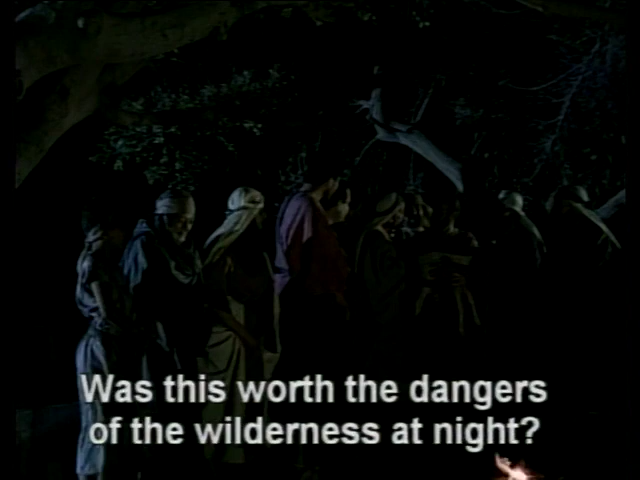 Was this worth the dangers
of the wilderness at night?